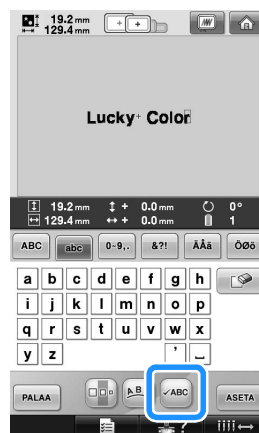 19.2 mm
129.4 mm
Lucky Color
19.2 mm + 0.0 mm 0°
129.4 mm + 0.0 mm 1
ABC abc 0-9,. &?! ÄÅä ÖØö
a b c d e f g h
i j k l m n o p
q r s t u v w x
y z ' ⎵
PALAA A B ✓ABC ASETA
?